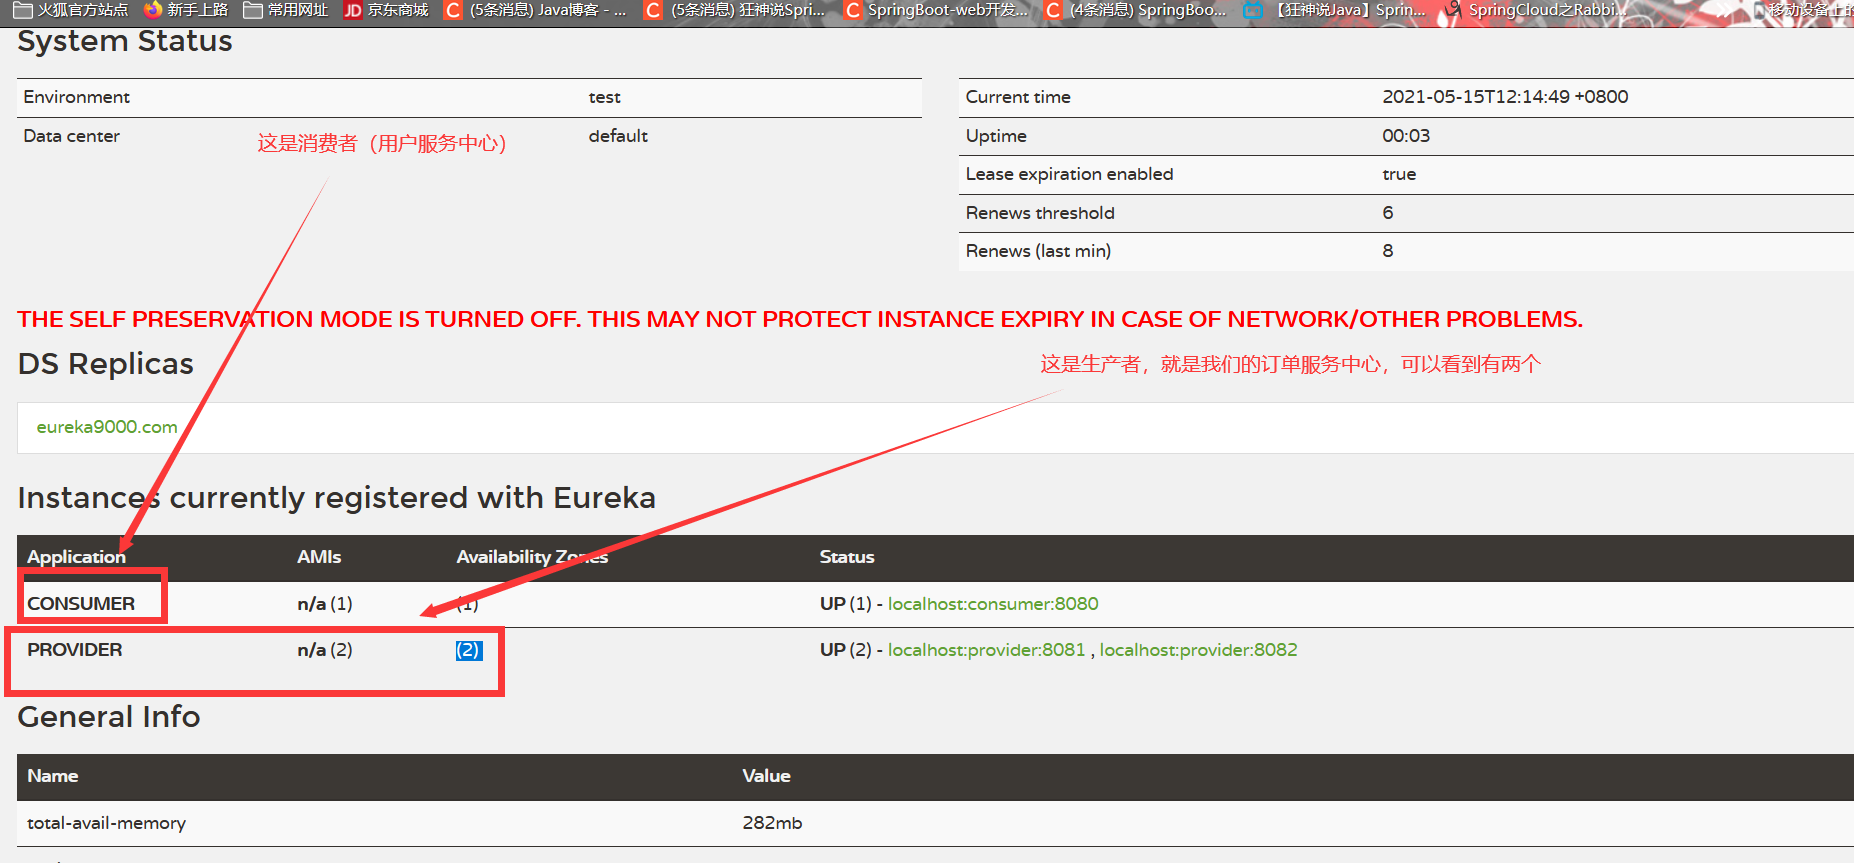 火狐官方站点 新手上路 常用网址 JD 京东商城 C (5条消息) Java博客 - ... C (5条消息) 狂神说Spri... C SpringBoot-web开发... C (4条消息) SpringBoo... 【狂神说Java】Sprin... SpringCloud之Rabbi... 移动设备上的
System Status
Environment test
Data center default
Current time 2021-05-15T12:14:49 +0800
Uptime 00:03
Lease expiration enabled true
Renews threshold 6
Renews (last min) 8
这是消费者（用户服务中心）
THE SELF PRESERVATION MODE IS TURNED OFF. THIS MAY NOT PROTECT INSTANCE EXPIRY IN CASE OF NETWORK/OTHER PROBLEMS.
DS Replicas
这是生产者，就是我们的订单服务中心，可以看到有两个
eureka9000.com
Instances currently registered with Eureka
Application AMIs Availability Zones Status
CONSUMER n/a (1) (1) UP (1) - localhost:consumer:8080
PROVIDER n/a (2) (2) UP (2) - localhost:provider:8081 , localhost:provider:8082
General Info
Name Value
total-avail-memory 282mb